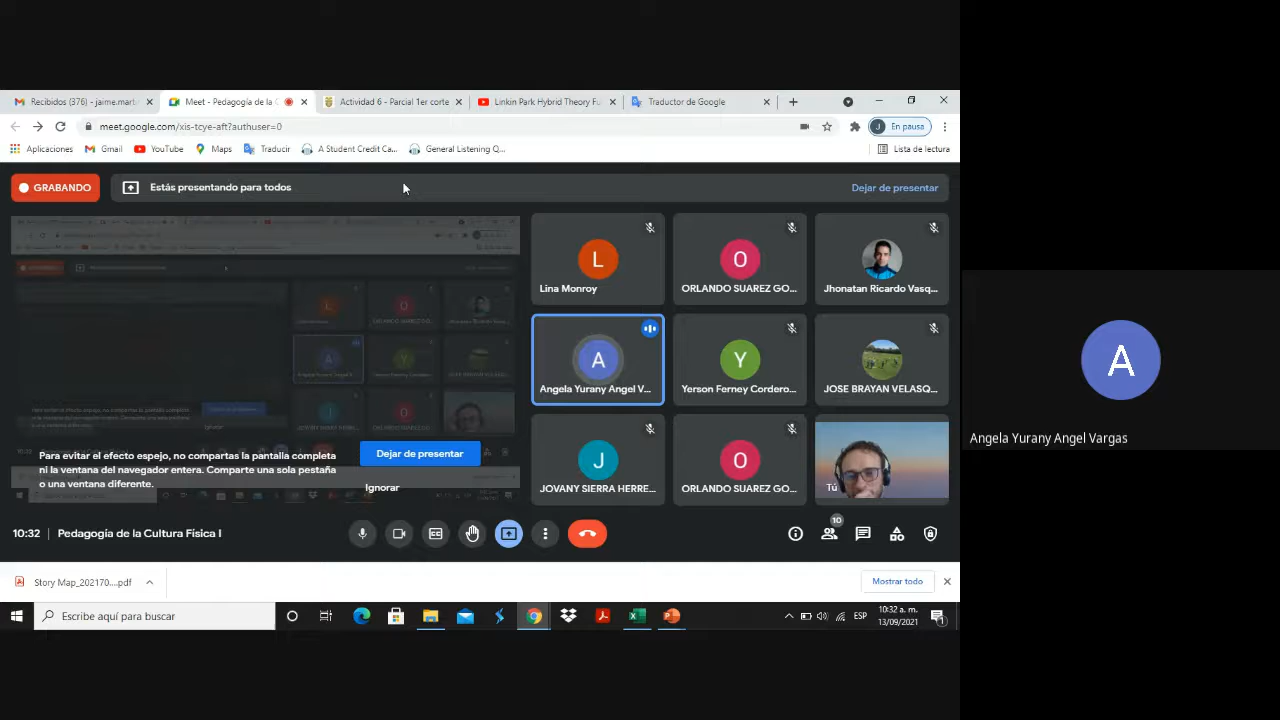 Recibidos (376) - jaime.mart
Meet - Pedagogía de la C
Actividad 6 - Parcial 1er corte
Linkin Park Hybrid Theory Fu
Traductor de Google
meet.google.com/xis-tcye-aft?authuser=0
J
En pausa
Aplicaciones
Gmail
YouTube
Maps
Traducir
A Student Credit Ca...
General Listening Q...
Lista de lectura
GRABANDO
Estás presentando para todos
Dejar de presentar
L
Lina Monroy
O
ORLANDO SUAREZ GO...
Jhonatan Ricardo Vasq...
A
Angela Yurany Angel V...
Y
Yerson Ferney Cordero...
JOSE BRAYAN VELASQ...
J
JOVANY SIERRA HERRE...
O
ORLANDO SUAREZ GO...
Tú
Para evitar el efecto espejo, no compartas la pantalla completa
ni la ventana del navegador entera. Comparte una sola pestaña
o una ventana diferente.
Dejar de presentar
Ignorar
A
Angela Yurany Angel Vargas
10:32 | Pedagogía de la Cultura Física I
10
Story Map_202170....pdf
Mostrar todo
Escribe aquí para buscar
ESP
10:32 a. m.
13/09/2021
1